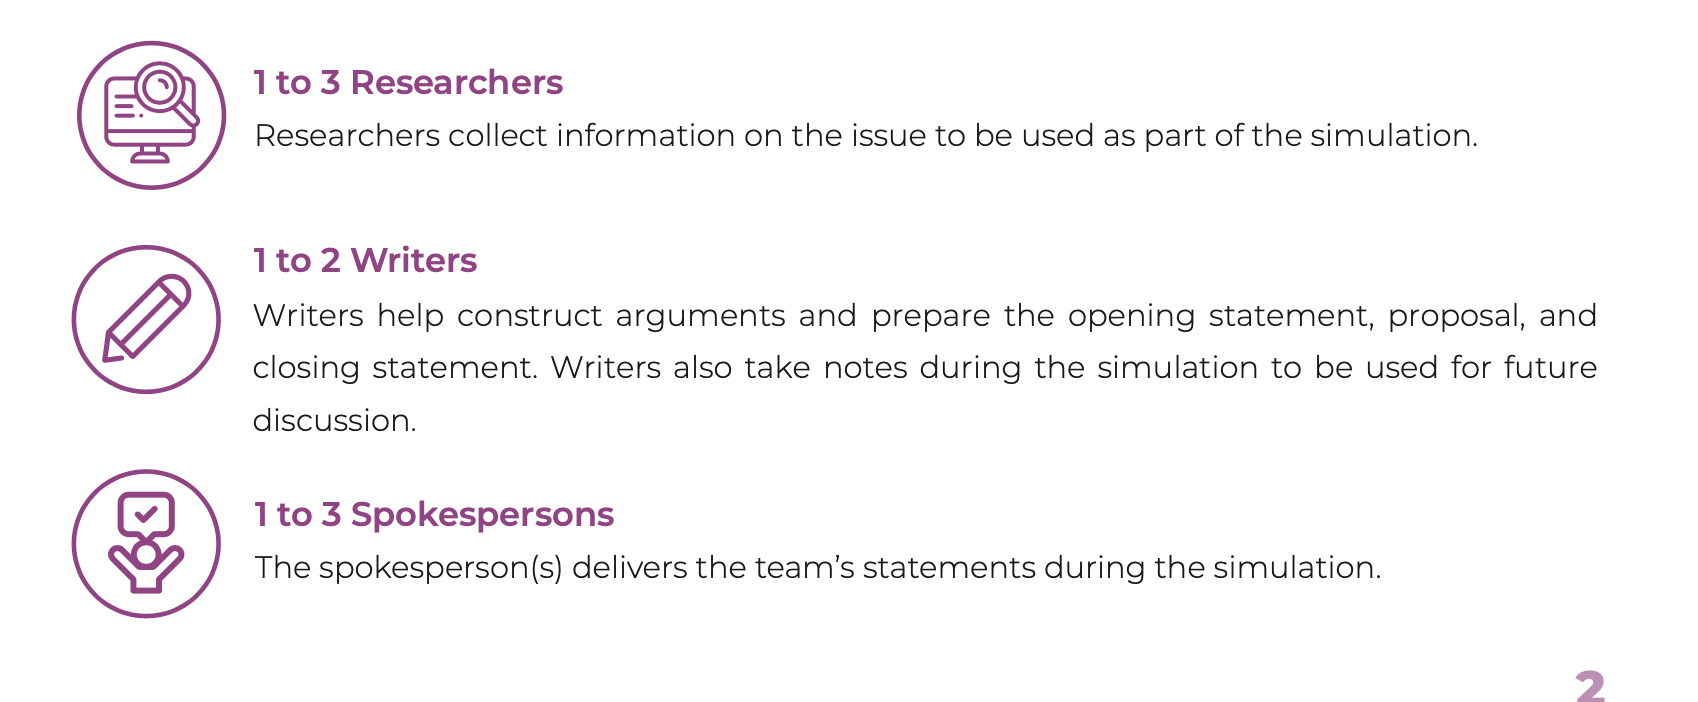 1 to 3 Researchers
Researchers collect information on the issue to be used as part of the simulation.
1 to 2 Writers
Writers help construct arguments and prepare the opening statement, proposal, and
closing statement. Writers also take notes during the simulation to be used for future
discussion.
1 to 3 Spokespersons
The spokesperson(s) delivers the team’s statements during the simulation.
2